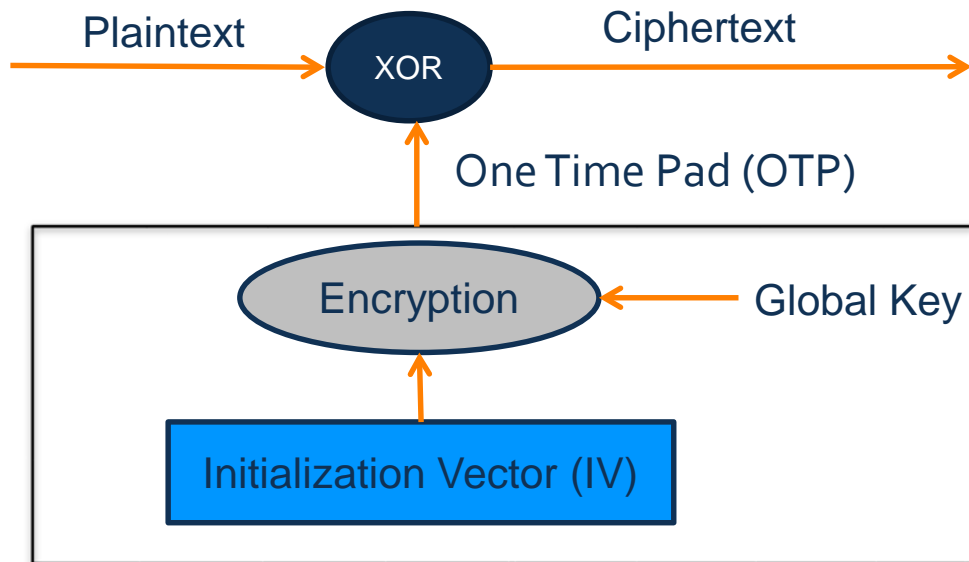 Plaintext
Ciphertext
XOR
One Time Pad (OTP)
Encryption
Global Key
Initialization Vector (IV)